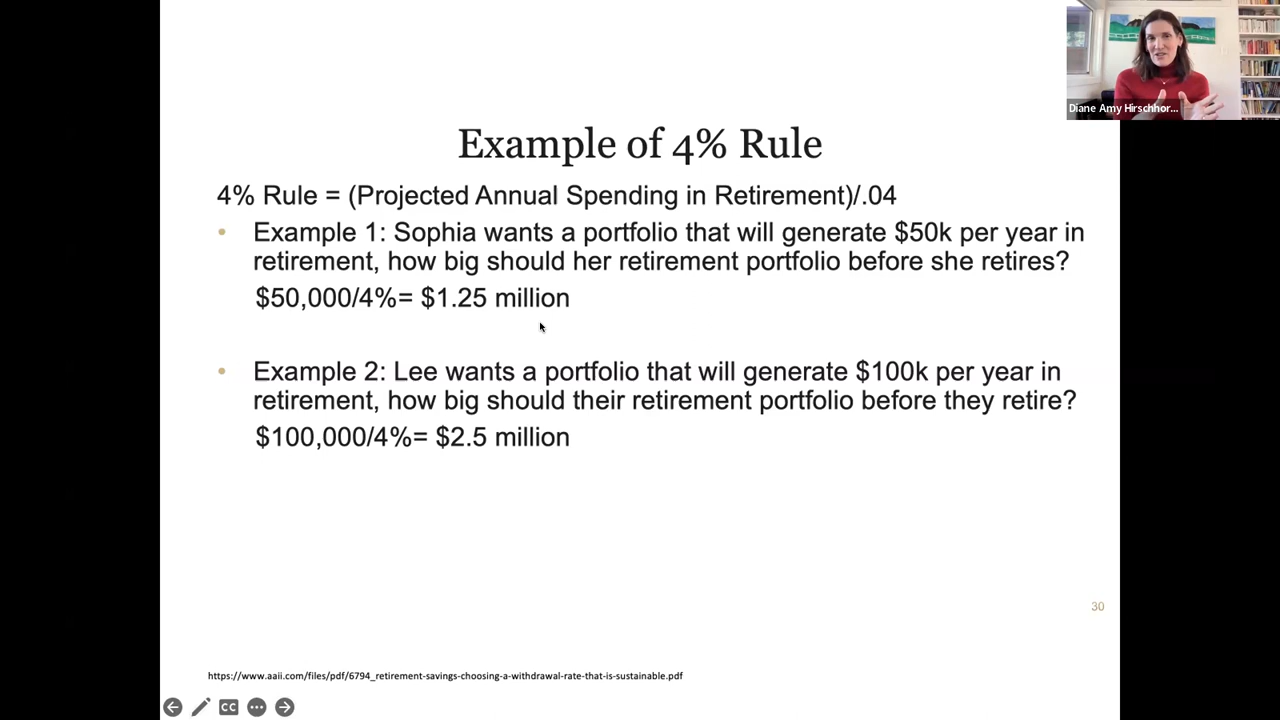 Diane Amy Hirschhor...
Example of 4% Rule
4% Rule = (Projected Annual Spending in Retirement)/.04
• Example 1: Sophia wants a portfolio that will generate $50k per year in
retirement, how big should her retirement portfolio before she retires?
$50,000/4%= $1.25 million
• Example 2: Lee wants a portfolio that will generate $100k per year in
retirement, how big should their retirement portfolio before they retire?
$100,000/4%= $2.5 million
30
https://www.aaii.com/files/pdf/6794_retirement-savings-choosing-a-withdrawal-rate-that-is-sustainable.pdf
CC